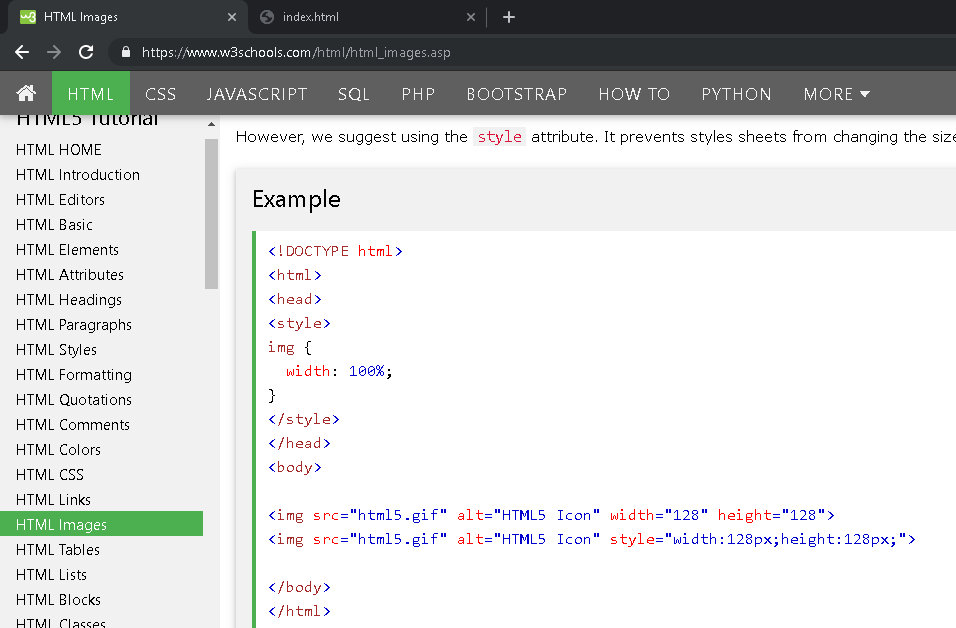 HTML Images
index.html
https://www.w3schools.com/html/html_images.asp
HTML CSS JAVASCRIPT SQL PHP BOOTSTRAP HOW TO PYTHON MORE
HTML5 Tutorial
HTML HOME
HTML Introduction
HTML Editors
HTML Basic
HTML Elements
HTML Attributes
HTML Headings
HTML Paragraphs
HTML Styles
HTML Formatting
HTML Quotations
HTML Comments
HTML Colors
HTML CSS
HTML Links
HTML Images
HTML Tables
HTML Lists
HTML Blocks
HTML Classes
However, we suggest using the style attribute. It prevents styles sheets from changing the size
Example
<!DOCTYPE html>
<html>
<head>
<style>
img {
  width: 100%;
}
</style>
</head>
<body>
<img src="html5.gif" alt="HTML5 Icon" width="128" height="128">
<img src="html5.gif" alt="HTML5 Icon" style="width:128px;height:128px;">
</body>
</html>